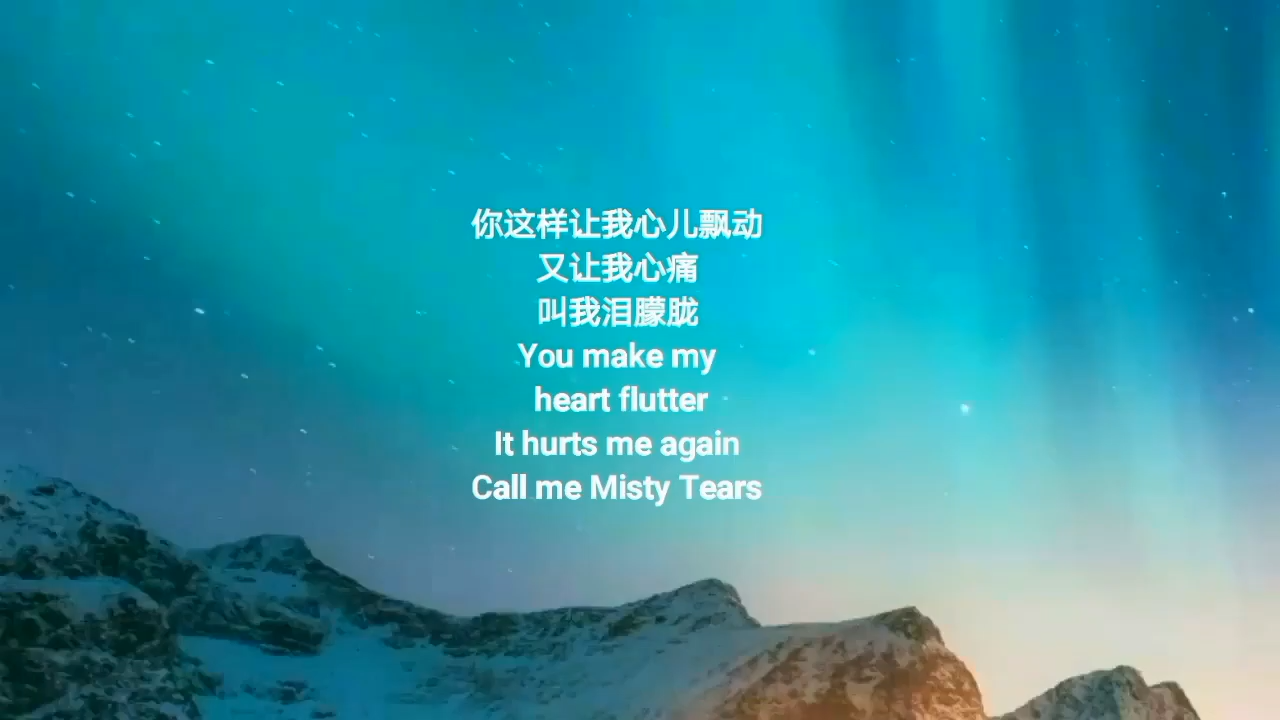 你这样让我心儿飘动
又让我心痛
叫我泪朦胧
You make my
heart flutter
It hurts me again
Call me Misty Tears